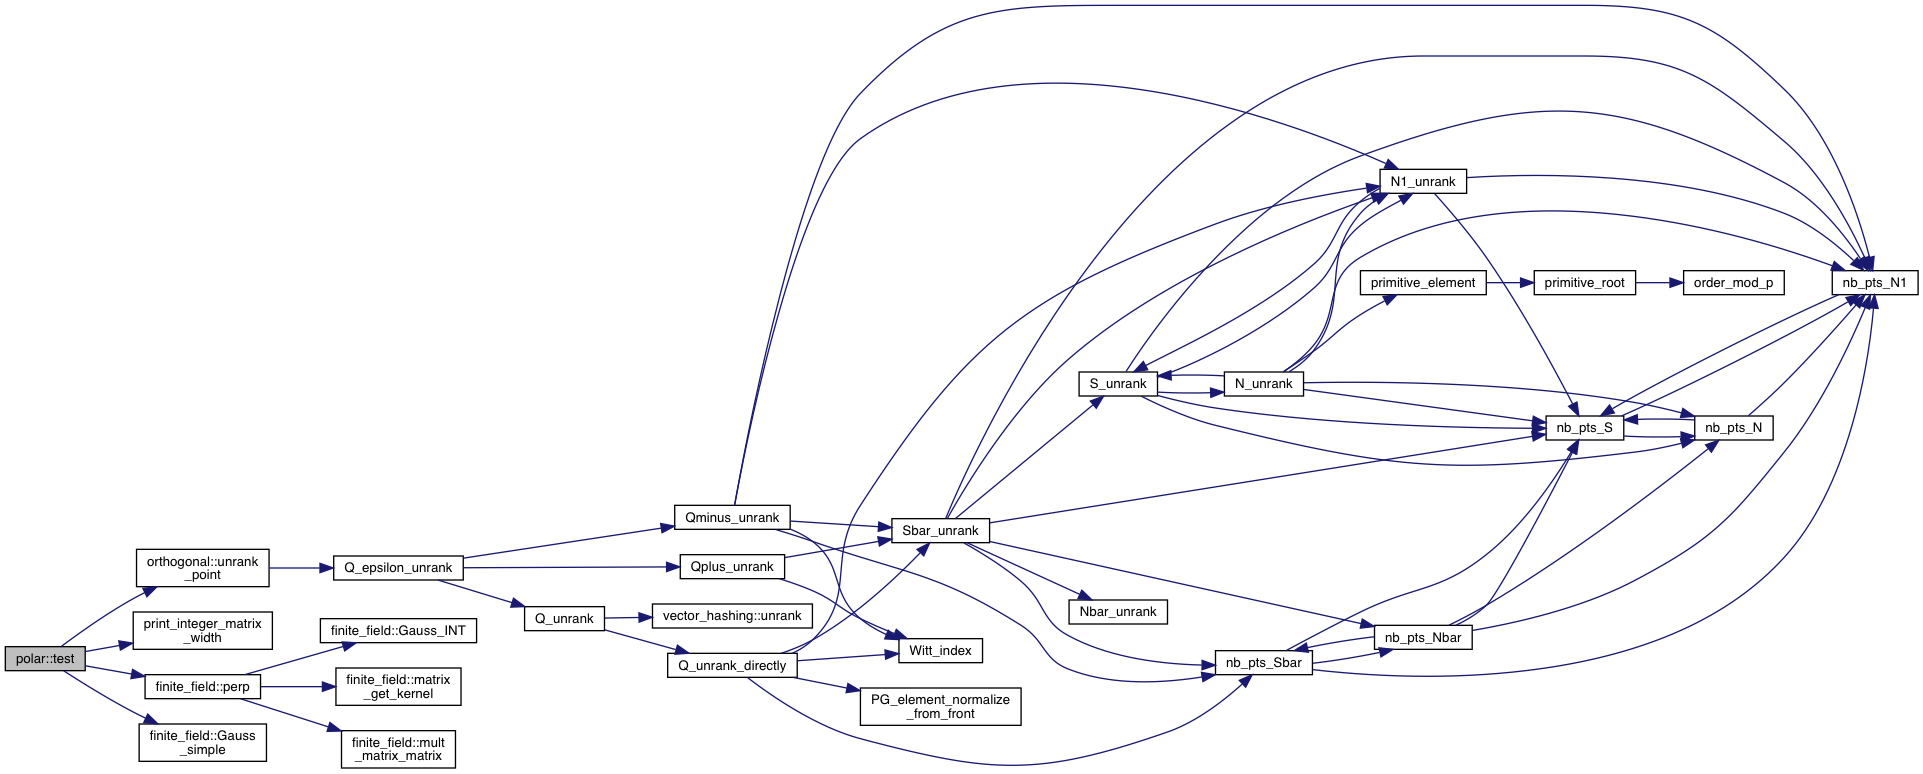 polar::test
orthogonal::unrank
_point
print_integer_matrix
_width
finite_field::perp
finite_field::Gauss
_simple
Q_epsilon_unrank
finite_field::Gauss_INT
finite_field::matrix
_get_kernel
finite_field::mult
_matrix_matrix
Q_unrank
Qminus_unrank
Qplus_unrank
vector_hashing::unrank
Q_unrank_directly
Sbar_unrank
Witt_index
PG_element_normalize
_from_front
S_unrank
Nbar_unrank
N_unrank
nb_pts_Sbar
N1_unrank
primitive_element
nb_pts_Nbar
primitive_root
nb_pts_S
order_mod_p
nb_pts_N
nb_pts_N1